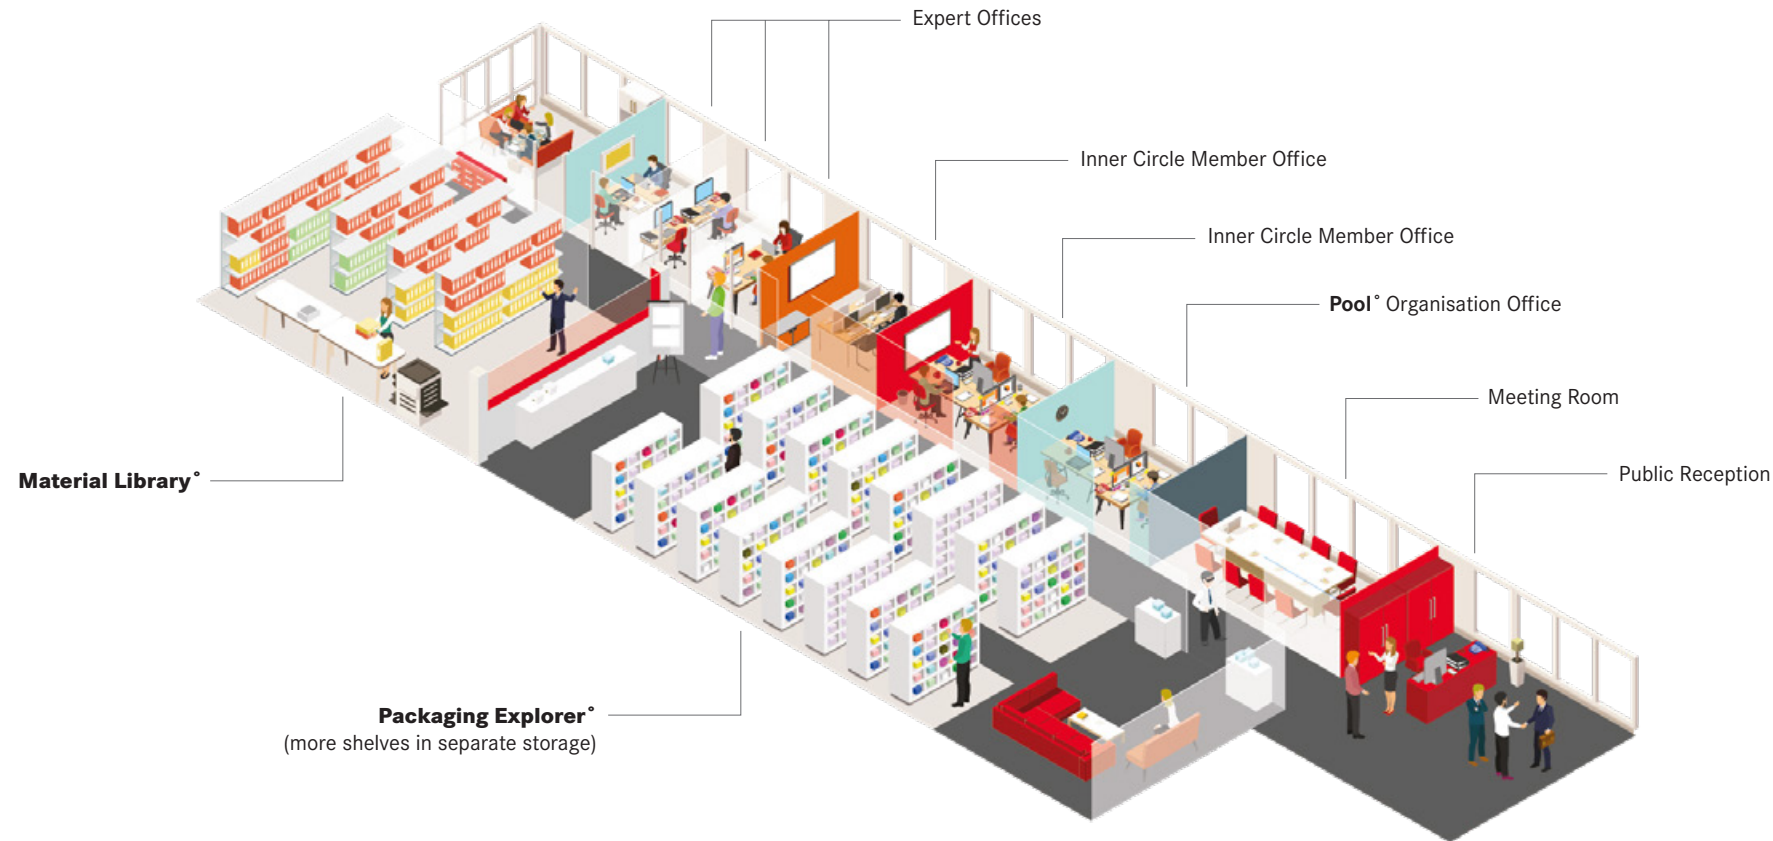 Expert Offices
Inner Circle Member Office
Inner Circle Member Office
Pool° Organisation Office
Meeting Room
Public Reception
Material Library°
Packaging Explorer°
(more shelves in separate storage)